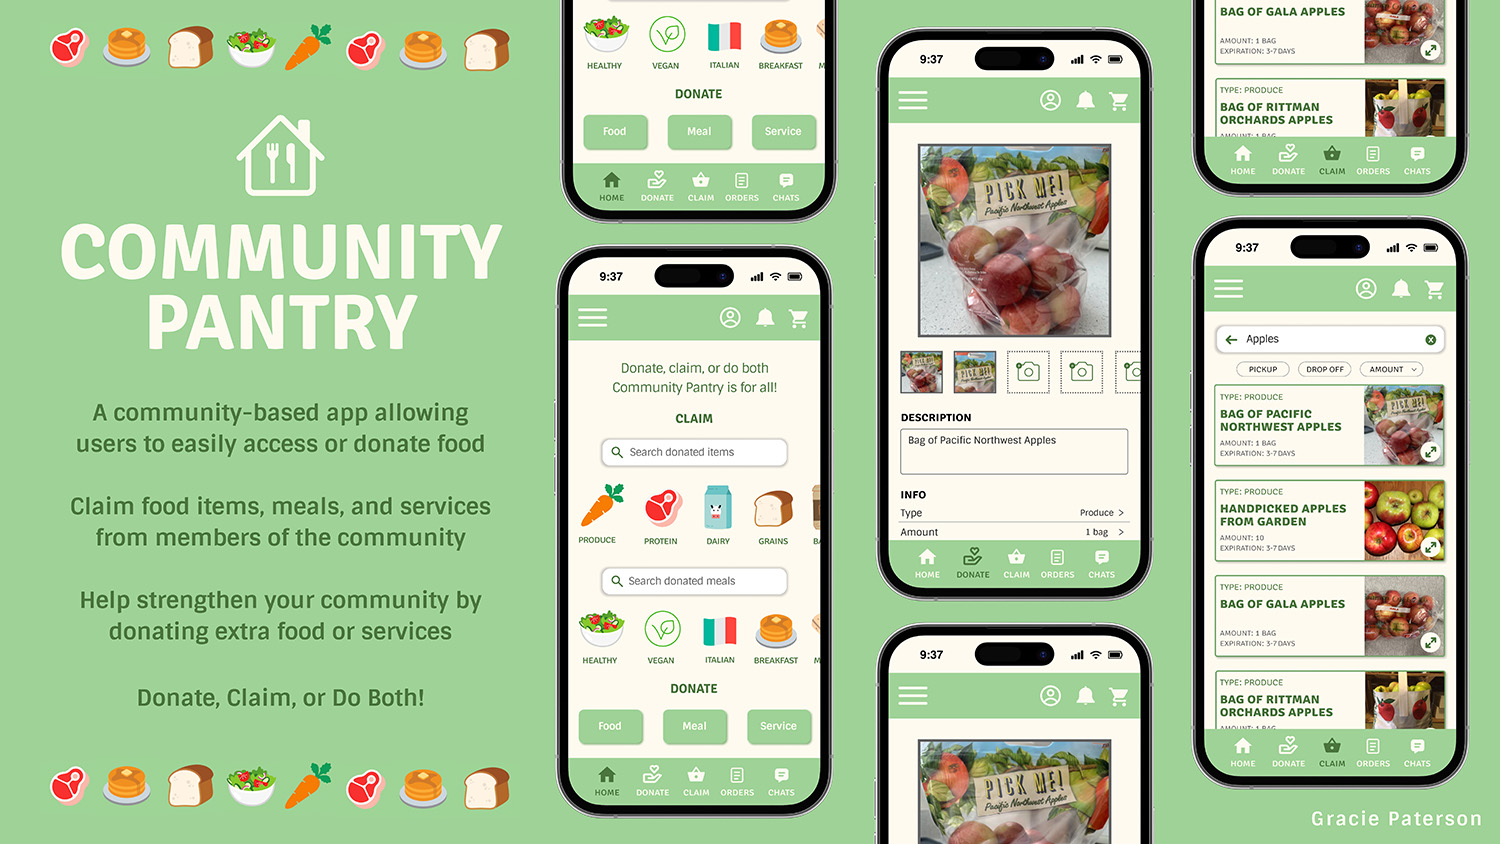 COMMUNITY
PANTRY
A community-based app allowing
users to easily access or donate food
Claim food items, meals, and services
from members of the community
Help strengthen your community by
donating extra food or services
Donate, Claim, or Do Both!
HEALTHY VEGAN ITALIAN BREAKFAST
DONATE
Food Meal Service
HOME DONATE CLAIM ORDERS CHATS
9:37
Donate, claim, or do both
Community Pantry is for all!
CLAIM
Search donated items
PRODUCE PROTEIN DAIRY GRAINS
Search donated meals
HEALTHY VEGAN ITALIAN BREAKFAST
DONATE
Food Meal Service
HOME DONATE CLAIM ORDERS CHATS
9:37
PICK ME!
Pacific Northwest Apples
DESCRIPTION
Bag of Pacific Northwest Apples
INFO
Type Produce >
Amount 1 bag >
HOME DONATE CLAIM ORDERS CHATS
9:37
PICK ME!
Pacific Northwest Apples
BAG OF GALA APPLES
AMOUNT: 1 BAG
EXPIRATION: 3-7 DAYS
TYPE: PRODUCE
BAG OF RITTMAN
ORCHARDS APPLES
AMOUNT: 1 BAG
HOME DONATE CLAIM ORDERS CHATS
9:37
Apples
PICKUP DROP OFF AMOUNT
TYPE: PRODUCE
BAG OF PACIFIC
NORTHWEST APPLES
AMOUNT: 1 BAG
EXPIRATION: 3-7 DAYS
PICK ME!
TYPE: PRODUCE
HANDPICKED APPLES
FROM GARDEN
AMOUNT: 10
EXPIRATION: 3-7 DAYS
TYPE: PRODUCE
BAG OF GALA APPLES
AMOUNT: 1 BAG
EXPIRATION: 3-7 DAYS
TYPE: PRODUCE
BAG OF RITTMAN
ORCHARDS APPLES
AMOUNT: 1 BAG
HOME DONATE CLAIM ORDERS CHATS
Gracie Paterson